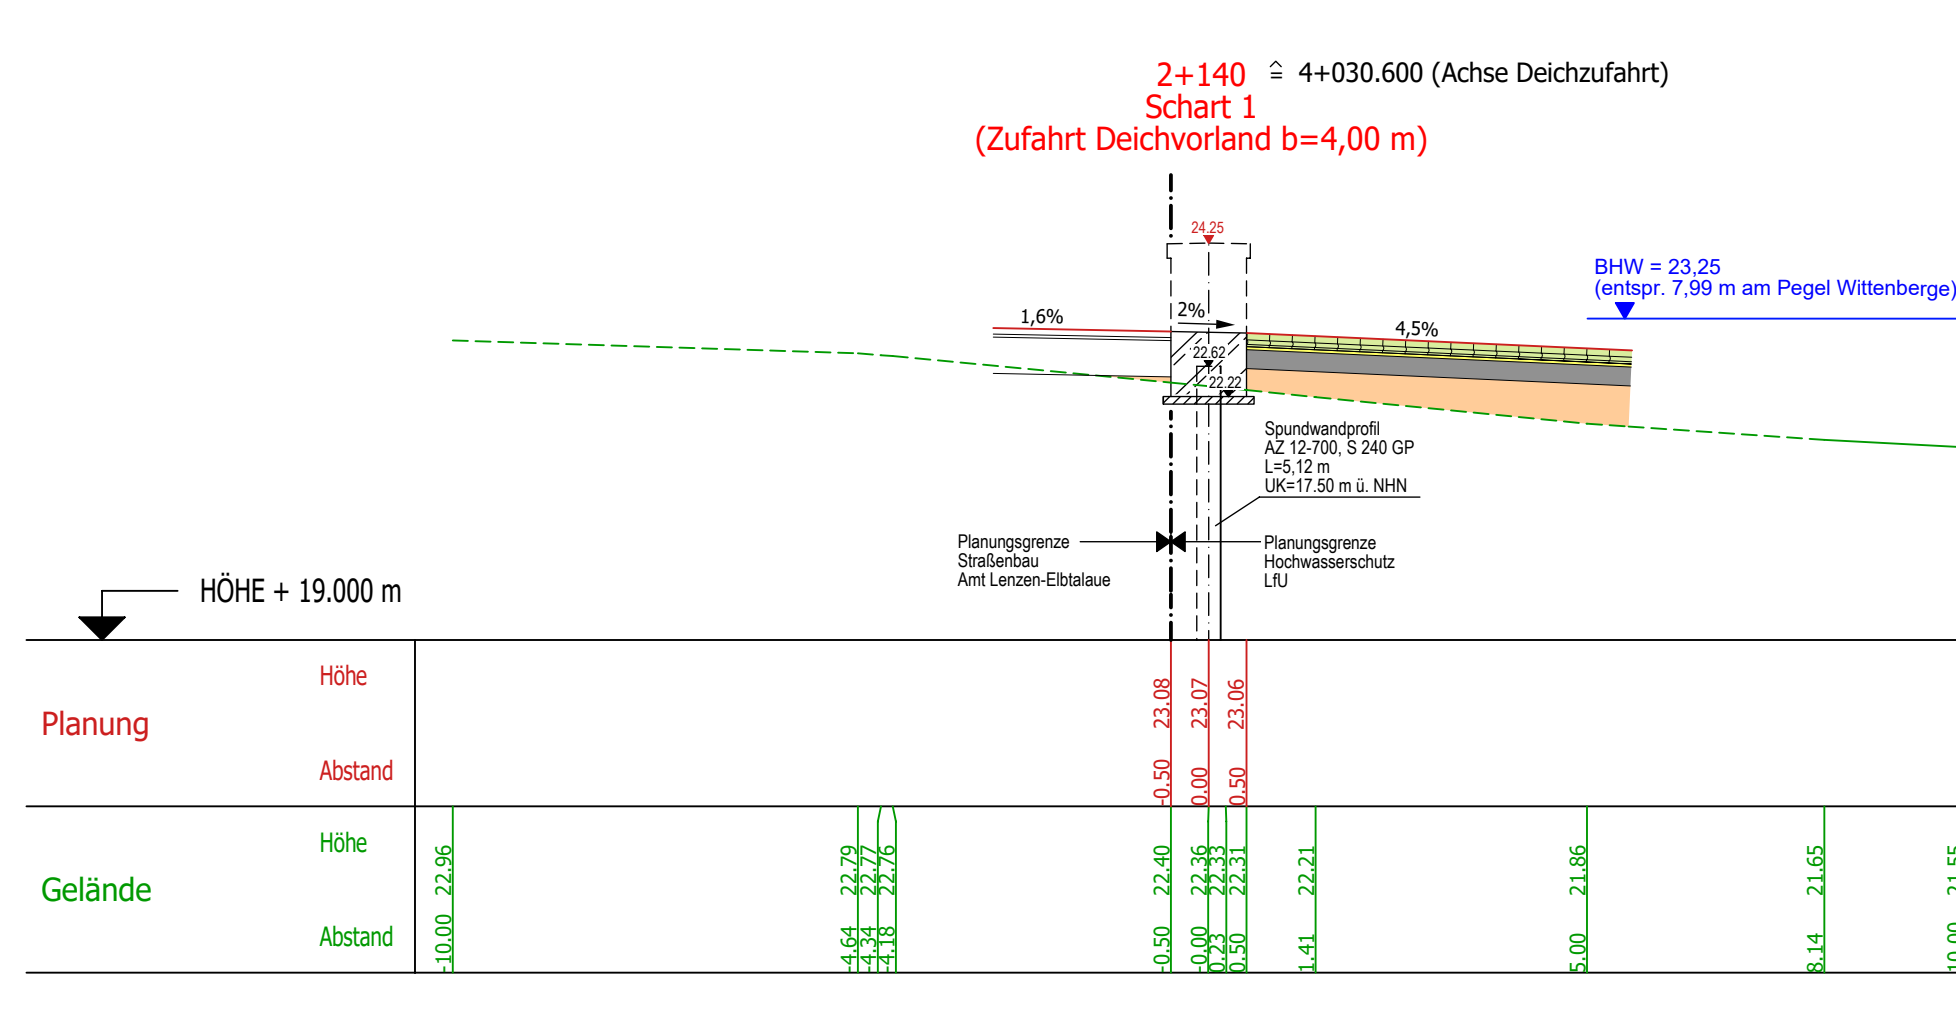 2+140 ≙ 4+030.600 (Achse Deichzufahrt)
Schart 1
(Zufahrt Deichvorland b=4,00 m)
24.25
BHW = 23,25
(entspr. 7,99 m am Pegel Wittenberge)
1,6%
2%
4,5%
22.62
22.22
Spundwandprofil
AZ 12-700, S 240 GP
L=5,12 m
UK=17.50 m ü. NHN
Planungsgrenze
Straßenbau
Amt Lenzen-Elbtalaue
Planungsgrenze
Hochwasserschutz
LfU
HÖHE + 19.000 m
Planung
Höhe
23.08 23.07 23.06
Abstand
-0.50 0.00 0.50
Gelände
Höhe
22.96 22.79 22.77 22.76 22.40 22.36 22.33 22.31 22.21 21.86 21.65 21.55
Abstand
-10.00 -4.64 -4.34 -4.18 -0.50 -0.00 0.23 0.50 1.41 5.00 8.14 10.00